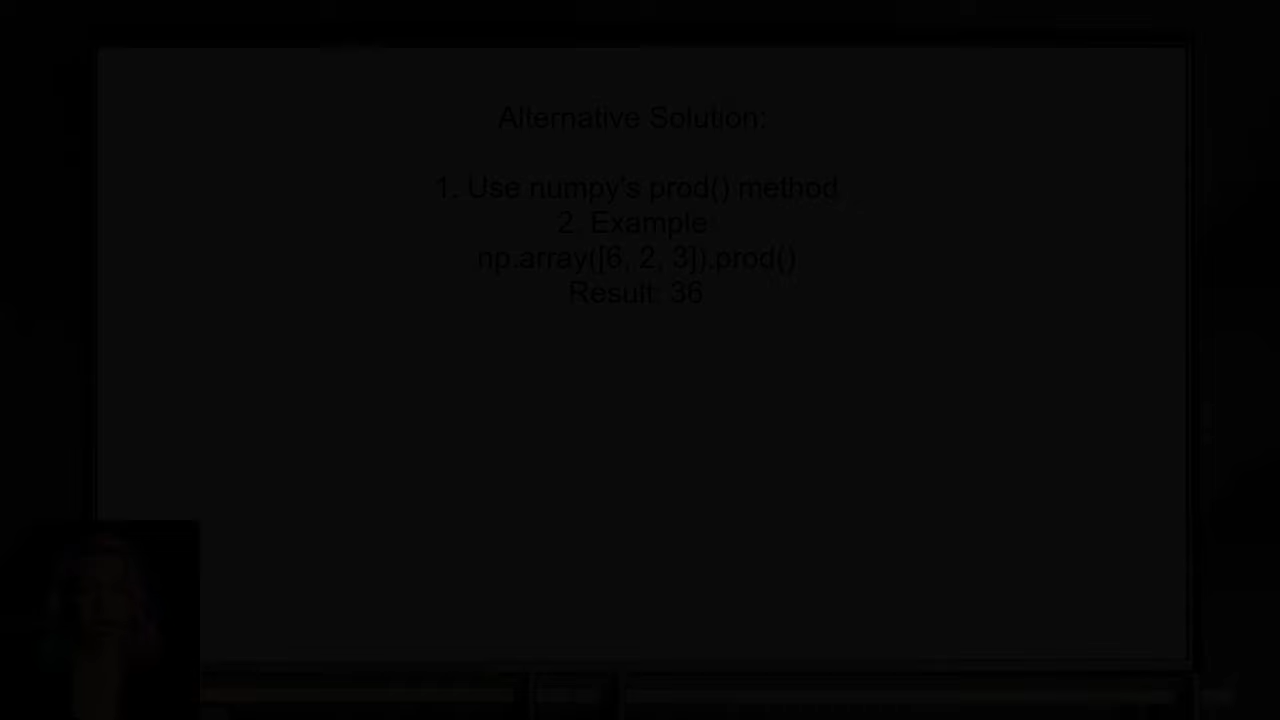 Alternative Solution:
1. Use numpy's prod() method
2. Example:
np.array([6, 2, 3]).prod()
Result: 36